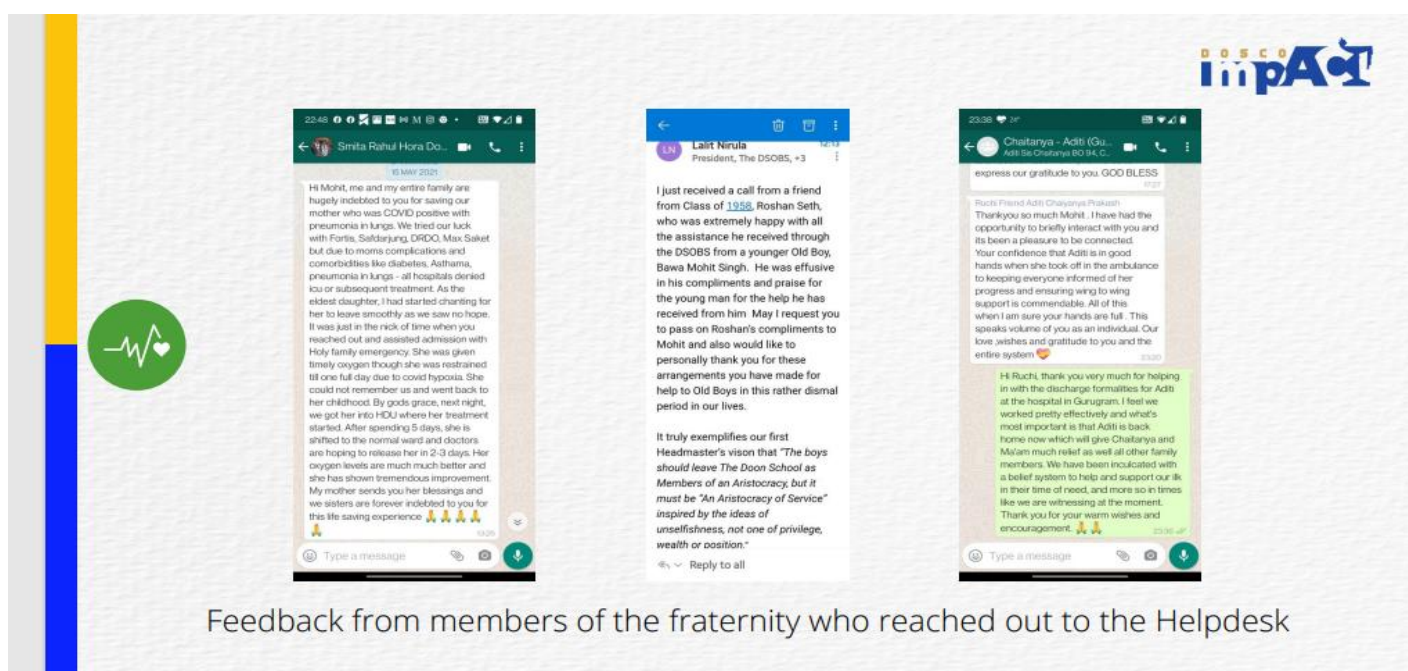 DOSCO
impACT
22:48
Smita Rahul Hora Do...
15 MAY 2021
Hi Mohit, me and my entire family are
hugely indebted to you for saving our
mother who was COVID positive with
pneumonia in lungs. We tried our luck
with Fortis, Safdarjung, DRDO, Max Saket
but due to moms complications and
comorbidities like diabetes, Asthama,
pneumonia in lungs - all hospitals denied
icu or subsequent treatment. As the
eldest daughter, I had started chanting for
her to leave smoothly as we saw no hope.
It was just in the nick of time when you
reached out and assisted admission with
Holy family emergency. She was given
timely oxygen though she was restrained
till one full day due to covid hypoxia. She
could not remember us and went back to
her childhood. By gods grace, next night,
we got her into HDU where her treatment
started. After spending 5 days, she is
shifted to the normal ward and doctors
are hoping to release her in 2-3 days. Her
oxygen levels are much much better and
she has shown tremendous improvement.
My mother sends you her blessings and
we sisters are forever indebted to you for
this life saving experience 🙏 🙏 🙏 🙏
🙏
Type a message
LN
Lalit Nirula
12:13
President, The DSOBS, +3
I just received a call from a friend
from Class of 1958, Roshan Seth,
who was extremely happy with all
the assistance he received through
the DSOBS from a younger Old Boy,
Bawa Mohit Singh. He was effusive
in his compliments and praise for
the young man for the help he has
received from him May I request you
to pass on Roshan's compliments to
Mohit and also would like to
personally thank you for these
arrangements you have made for
help to Old Boys in this rather dismal
period in our lives.
It truly exemplifies our first
Headmaster's vison that "The boys
should leave The Doon School as
Members of an Aristocracy, but it
must be "An Aristocracy of Service"
inspired by the ideas of
unselfishness, not one of privilege,
wealth or position."
Reply to all
23:38
Chaitanya - Aditi (Gu...
Aditi Sis Chaitanya BO 94, C...
express our gratitude to you. GOD BLESS
Ruchi Friend Aditi Chaiyanya Prakash
Thankyou so much Mohit . I have had the
opportunity to briefly interact with you and
its been a pleasure to be connected.
Your confidence that Aditi is in good
hands when she took off in the ambulance
to keeping everyone informed of her
progress and ensuring wing to wing
support is commendable. All of this
when I am sure your hands are full . This
speaks volume of you as an individual. Our
love ,wishes and gratitude to you and the
entire system 💝
23:20
Hi Ruchi, thank you very much for helping
in with the discharge formalities for Aditi
at the hospital in Gurugram. I feel we
worked pretty effectively and what's
most important is that Aditi is back
home now which will give Chaitanya and
Ma'am much relief as well all other family
members. We have been inculcated with
a belief system to help and support our ilk
in their time of need, and more so in times
like we are witnessing at the moment.
Thank you for your warm wishes and
encouragement. 🙏 🙏
23:36
Type a message
Feedback from members of the fraternity who reached out to the Helpdesk